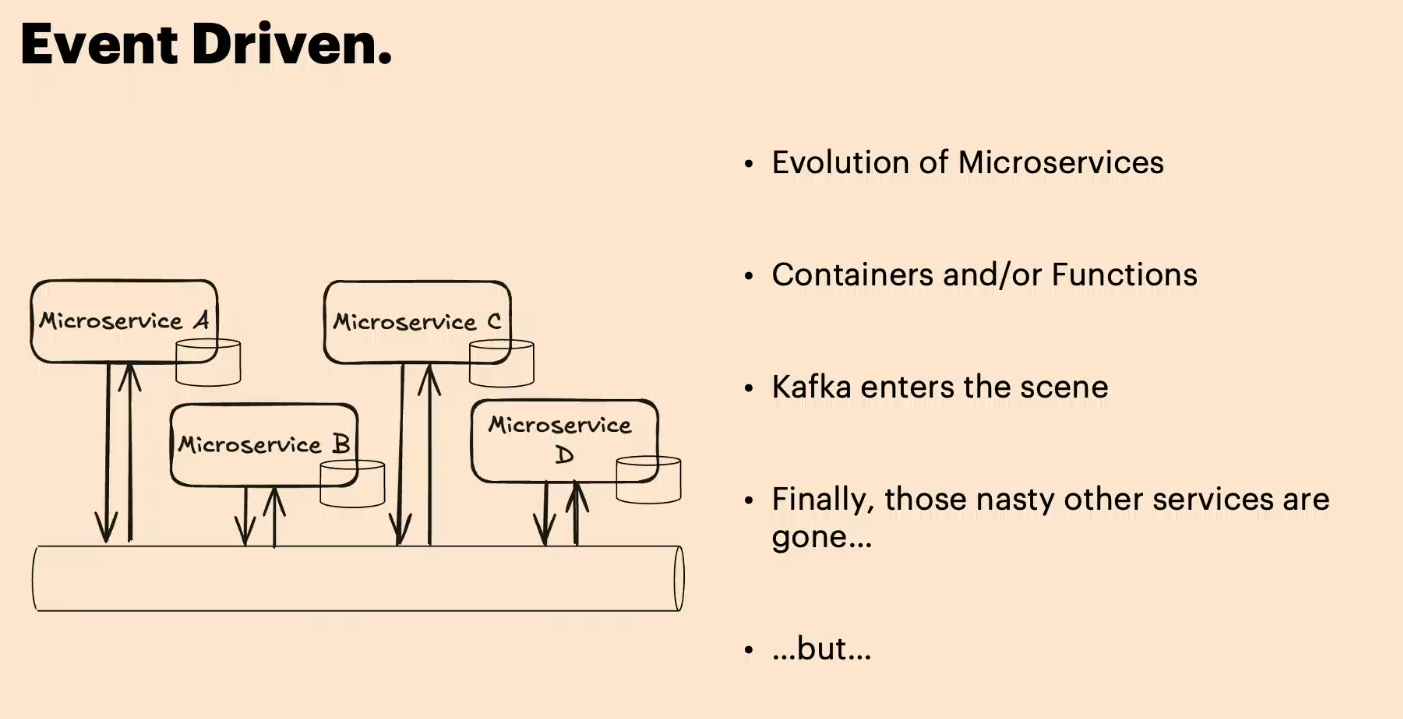 Event Driven.
Microservice A
Microservice C
Microservice B
Microservice
D
• Evolution of Microservices
• Containers and/or Functions
• Kafka enters the scene
• Finally, those nasty other services are
gone...
• ...but...